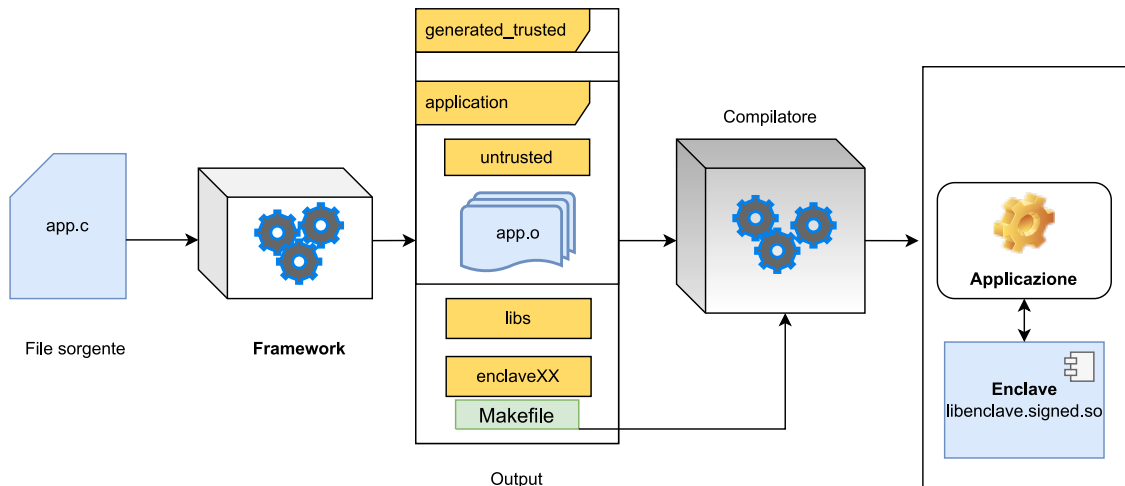 generated_trusted
application
untrusted
app.o
libs
enclaveXX
Makefile
Output
app.c
File sorgente
Framework
Compilatore
Applicazione
Enclave
libenclave.signed.so